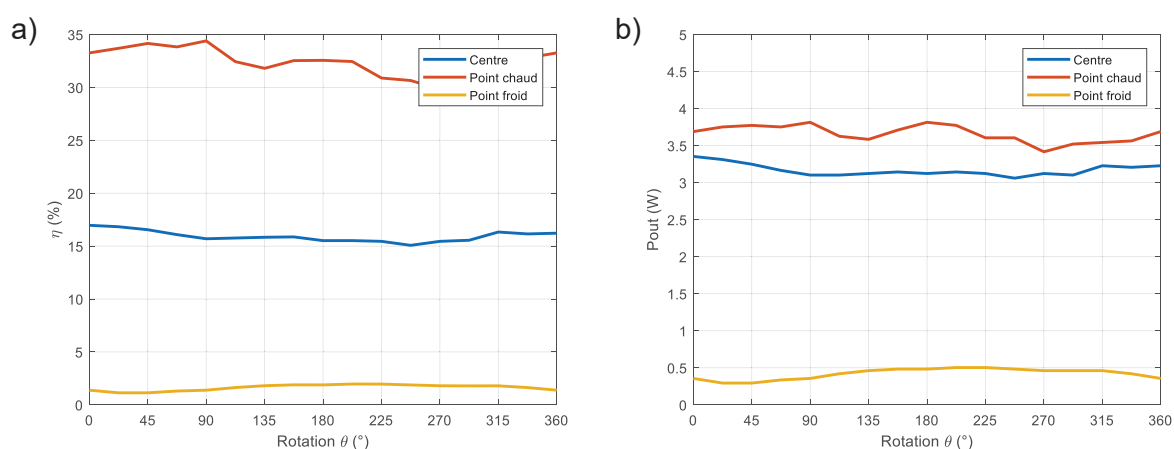 a)
35
30
25
20
15
10
5
0
η (%)
0 45 90 135 180 225 270 315 360
Rotation θ (°)
Centre
Point chaud
Point froid
b)
5
4.5
4
3.5
3
2.5
2
1.5
1
0.5
0
Pout (W)
0 45 90 135 180 225 270 315 360
Rotation θ (°)
Centre
Point chaud
Point froid